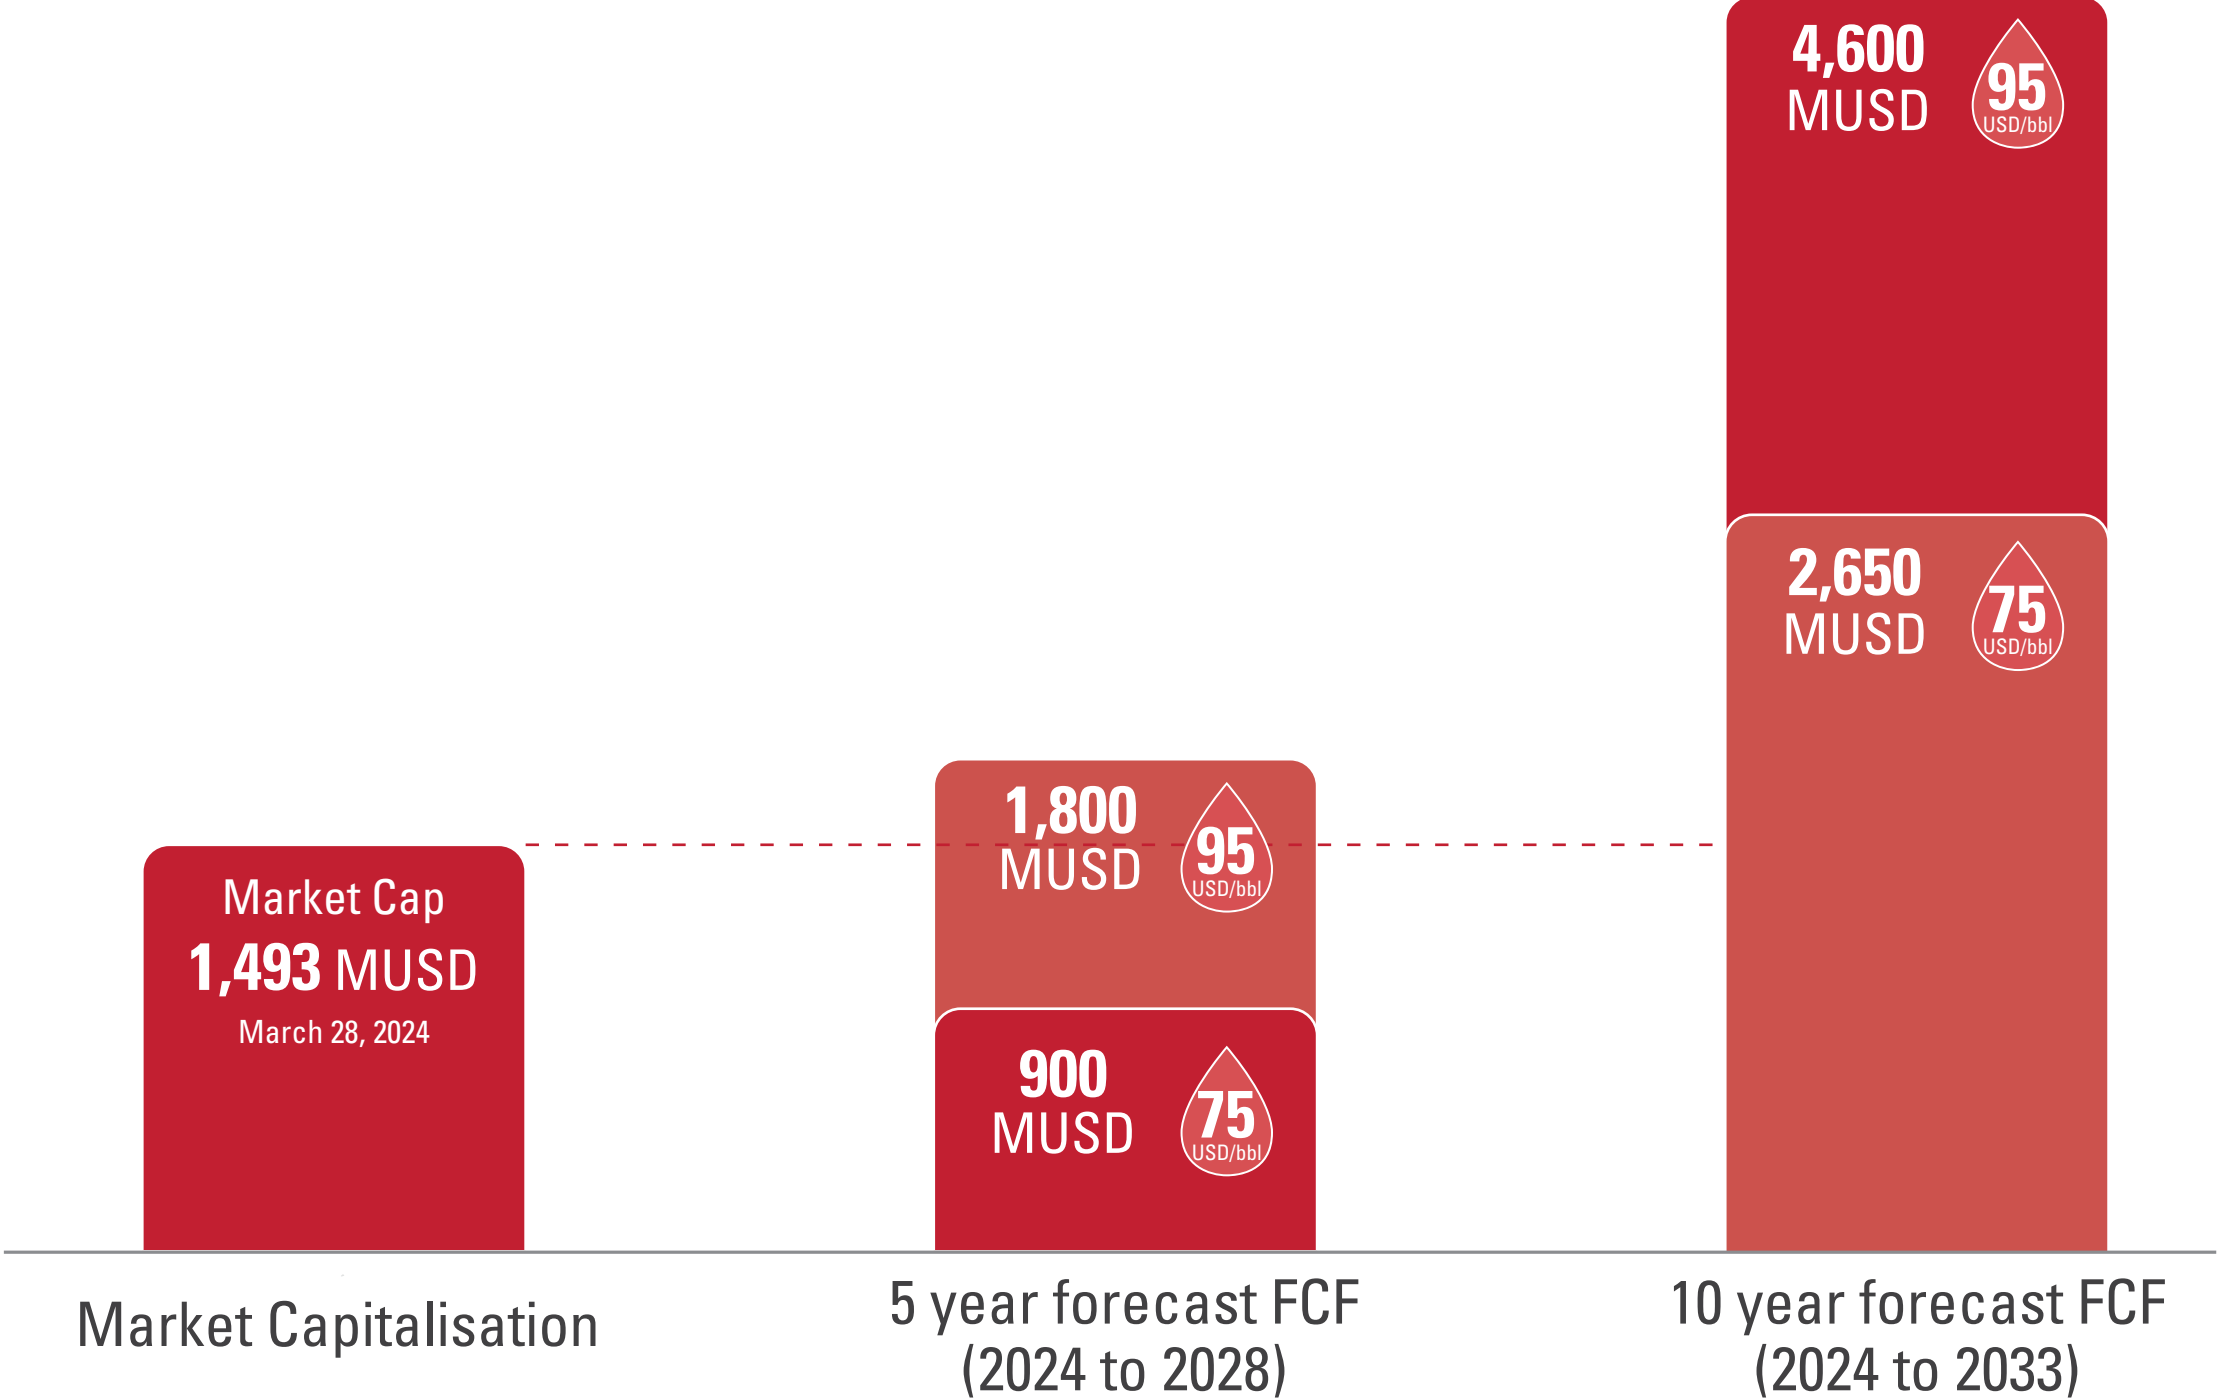 4,600
MUSD
95
USD/bbl
2,650
MUSD
75
USD/bbl
1,800
MUSD
95
USD/bbl
Market Cap
1,493 MUSD
March 28, 2024
900
MUSD
75
USD/bbl
Market Capitalisation
5 year forecast FCF
(2024 to 2028)
10 year forecast FCF
(2024 to 2033)